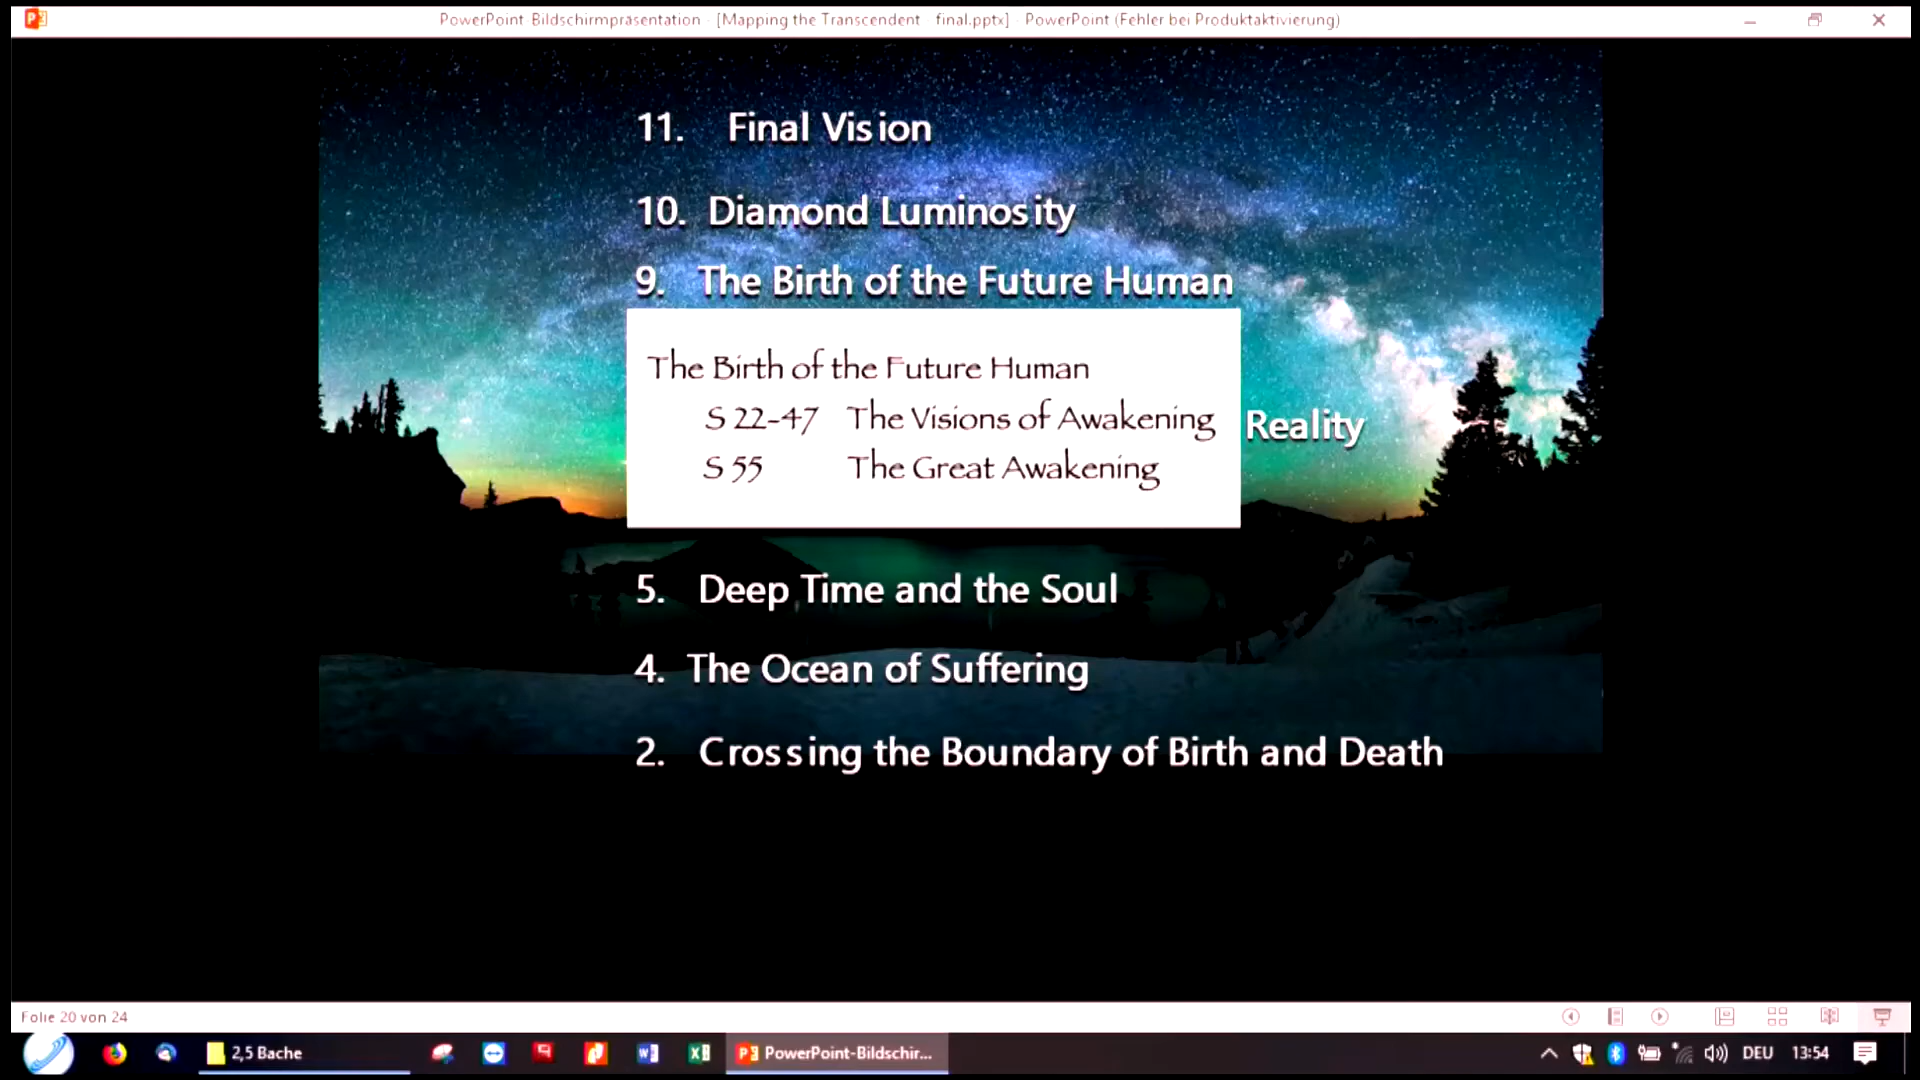 PowerPoint Bildschirmpräsentation - [Mapping the Transcendent final.pptx] - PowerPoint (Fehler bei Produktaktivierung)
11. Final Vision
10. Diamond Luminosity
9. The Birth of the Future Human
The Birth of the Future Human
S 22-47 The Visions of Awakening
Reality
S 55 The Great Awakening
5. Deep Time and the Soul
4. The Ocean of Suffering
2. Crossing the Boundary of Birth and Death
Folie 20 von 24
2,5 Bache
PowerPoint-Bildschir...
DEU
13:54